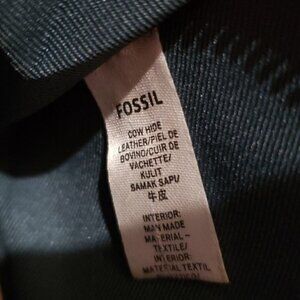 FOSSIL
COW HIDE
LEATHER/PIEL DE
BOVINO/CUIR DE
VACHETTE/
KULIT
SAMAK SAPI/
牛皮
INTERIOR:
MAN MADE
MATERIAL –
TEXTILE/
INTERIOR:
MATERIAL TEXTIL